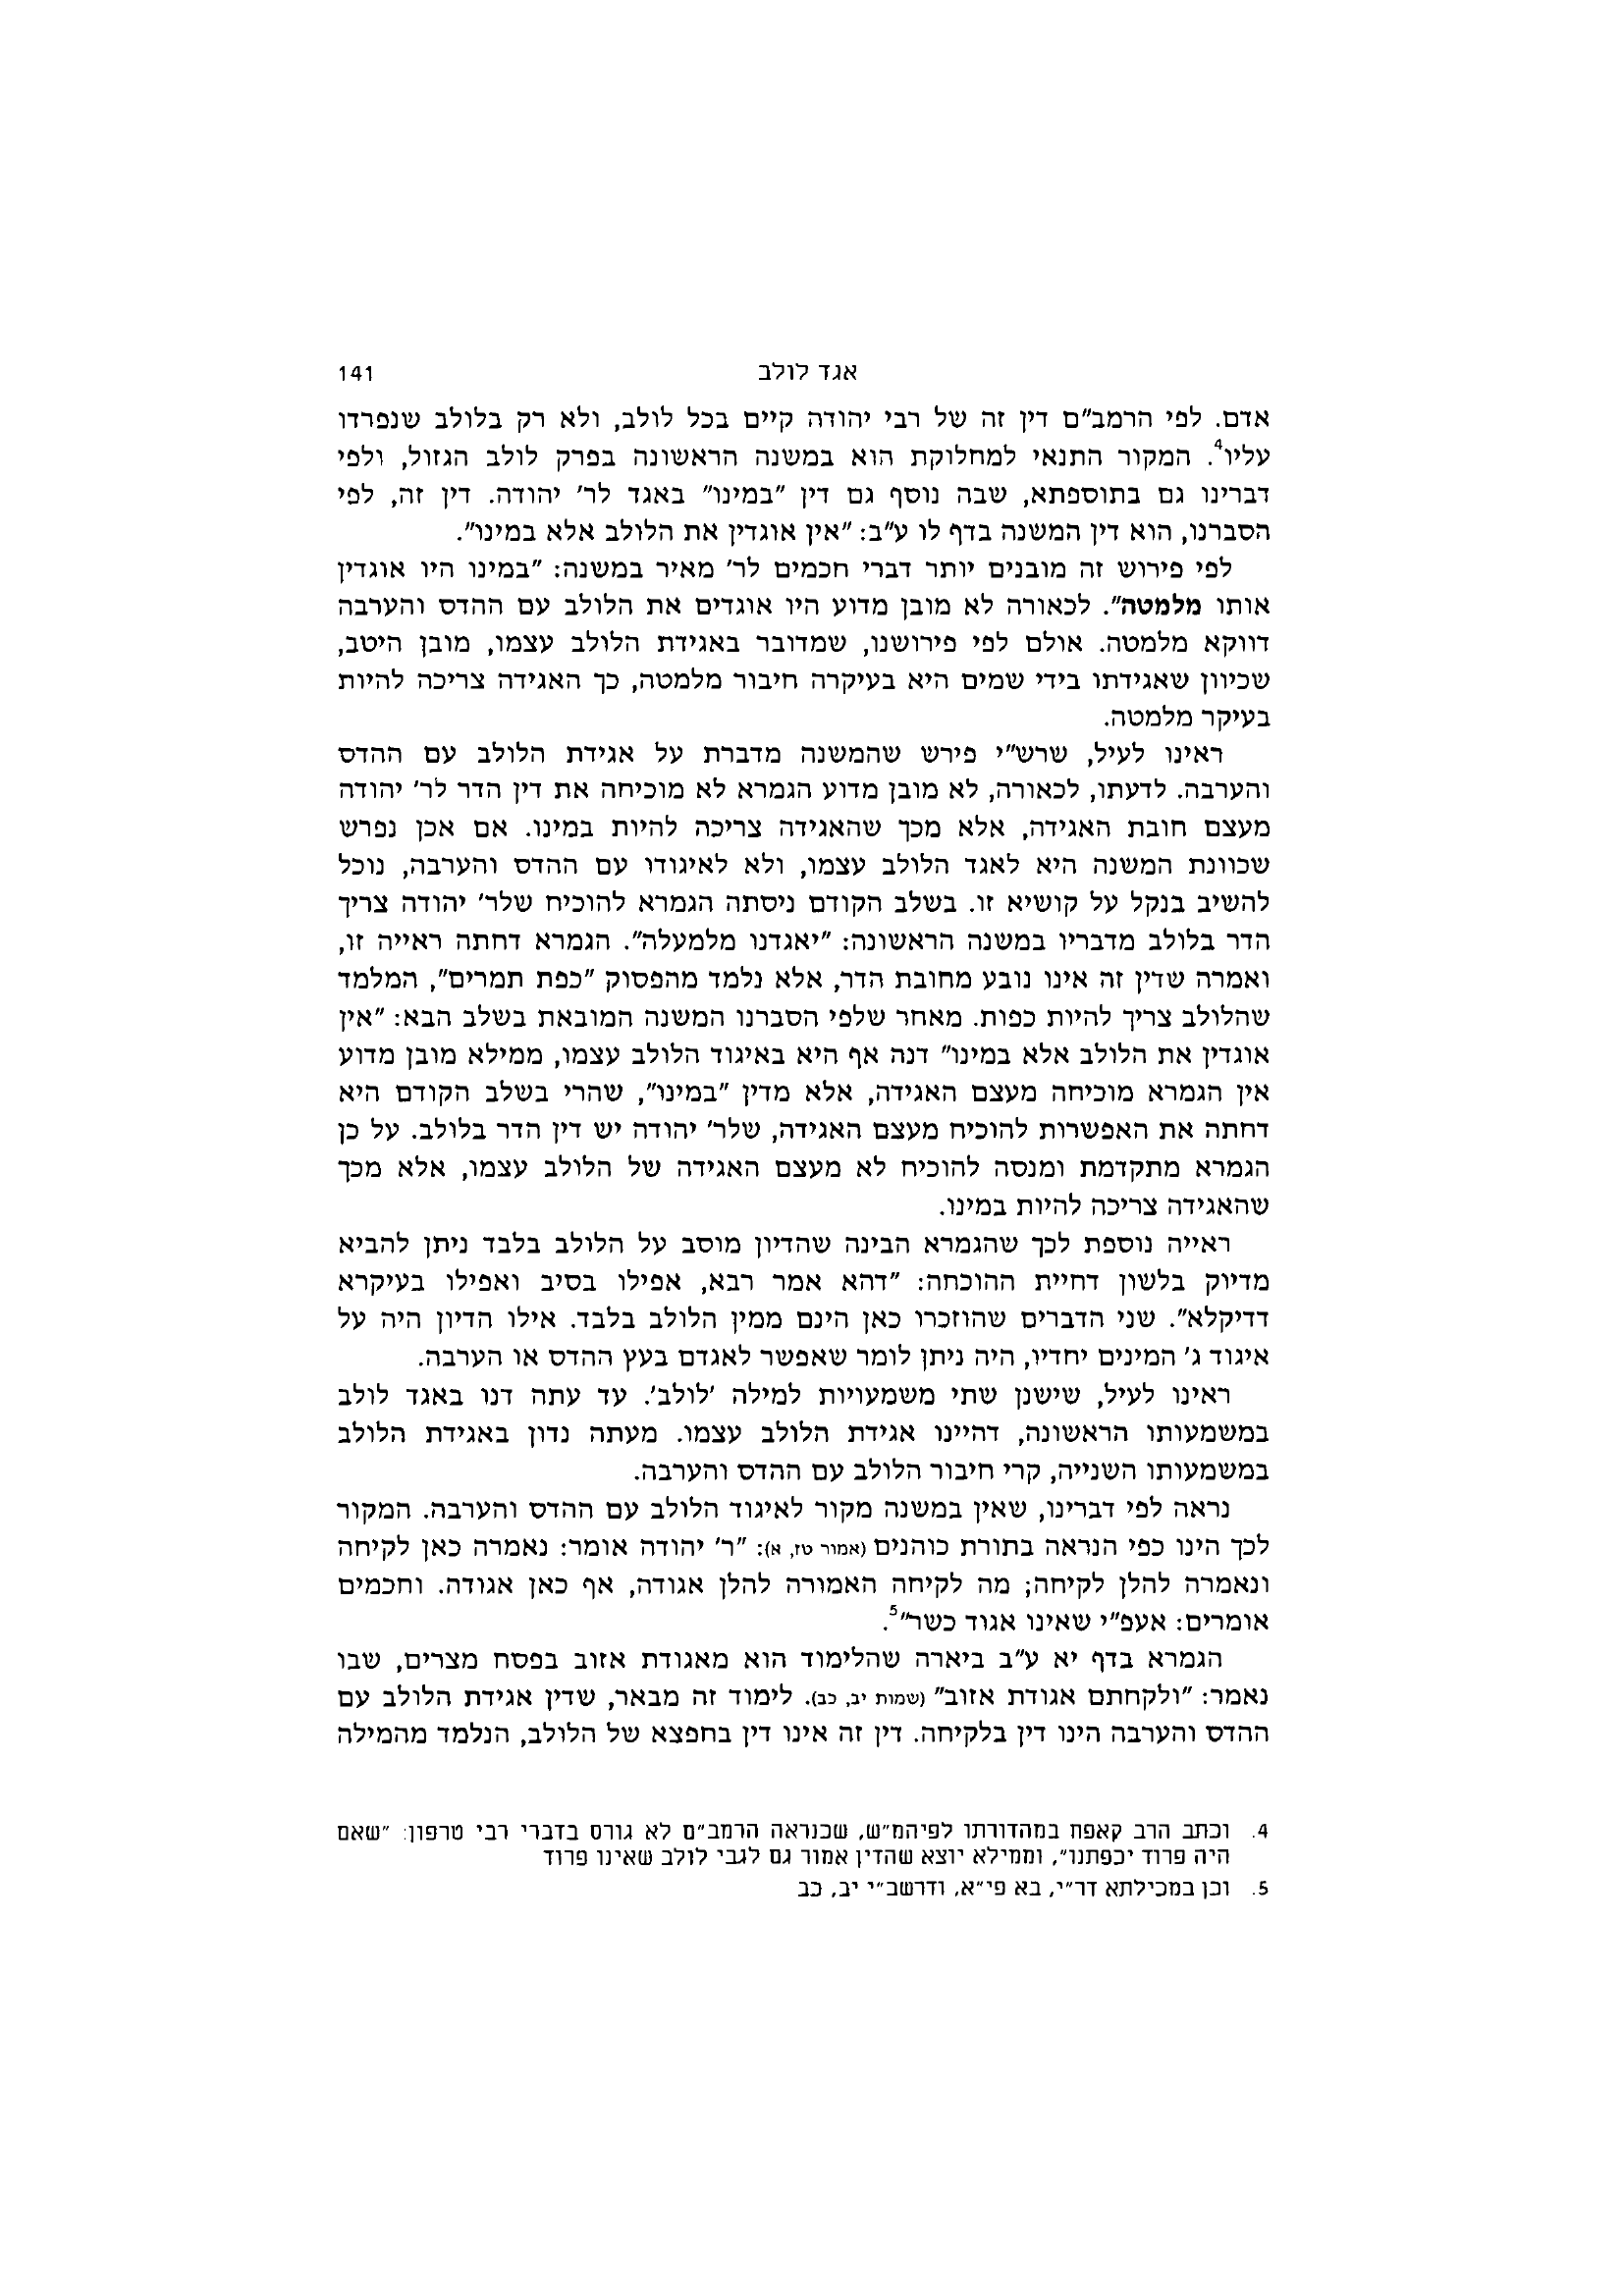 אגד לולב 141
אדם. לפי הרמב"ם דין זה של רבי יהודה קיים בכל לולב, ולא רק בלולב שנפרדו
עליו4. המקור התנאי למחלוקת הוא במשנה הראשונה בפרק לולב הגזול, ולפי
דברינו גם בתוספתא, שבה נוסף גם דין "במינו" באגד לר' יהודה. דין זה, לפי
הסברנו, הוא דין המשנה בדף לו ע"ב: "אין אוגדין את הלולב אלא במינו".
לפי פירוש זה מובנים יותר דברי חכמים לר' מאיר במשנה: "במינו היו אוגדין
אותו מלמטה". לכאורה לא מובן מדוע היו אוגדים את הלולב עם ההדס והערבה
דווקא מלמטה. אולם לפי פירושנו, שמדובר באגידת הלולב עצמו, מובן היטב,
שכיוון שאגידתו בידי שמים היא בעיקרה חיבור מלמטה, כך האגידה צריכה להיות
בעיקר מלמטה.
ראינו לעיל, שרש"י פירש שהמשנה מדברת על אגידת הלולב עם ההדס
והערבה. לדעתו, לכאורה, לא מובן מדוע הגמרא לא מוכיחה את דין הדר לר' יהודה
מעצם חובת האגידה, אלא מכך שהאגידה צריכה להיות במינו. אם אכן נפרש
שכוונת המשנה היא לאגד הלולב עצמו, ולא לאיגודו עם ההדס והערבה, נוכל
להשיב בנקל על קושיא זו. בשלב הקודם ניסתה הגמרא להוכיח שלר' יהודה צריך
הדר בלולב מדבריו במשנה הראשונה: "יאגדנו מלמעלה". הגמרא דחתה ראייה זו,
ואמרה שדין זה אינו נובע מחובת הדר, אלא נלמד מהפסוק "כפת תמרים", המלמד
שהלולב צריך להיות כפות. מאחר שלפי הסברנו המשנה המובאת בשלב הבא: "אין
אוגדין את הלולב אלא במינו" דנה אף היא באיגוד הלולב עצמו, ממילא מובן מדוע
אין הגמרא מוכיחה מעצם האגידה, אלא מדין "במינו", שהרי בשלב הקודם היא
דחתה את האפשרות להוכיח מעצם האגידה, שלר' יהודה יש דין הדר בלולב. על כן
הגמרא מתקדמת ומנסה להוכיח לא מעצם האגידה של הלולב עצמו, אלא מכך
שהאגידה צריכה להיות במינו.
ראייה נוספת לכך שהגמרא הבינה שהדיון מוסב על הלולב בלבד ניתן להביא
מדיוק בלשון דחיית ההוכחה: "דהא אמר רבא, אפילו בסיב ואפילו בעיקרא
דדיקלא". שני הדברים שהוזכרו כאן הינם ממין הלולב בלבד. אילו הדיון היה על
איגוד ג' המינים יחדיו, היה ניתן לומר שאפשר לאגדם בעץ ההדס או הערבה.
ראינו לעיל, שישנן שתי משמעויות למילה 'לולב'. עד עתה דנו באגד לולב
במשמעותו הראשונה, דהיינו אגידת הלולב עצמו. מעתה נדון באגידת הלולב
במשמעותו השנייה, קרי חיבור הלולב עם ההדס והערבה.
נראה לפי דברינו, שאין במשנה מקור לאיגוד הלולב עם ההדס והערבה. המקור
לכך הינו כפי הנראה בתורת כוהנים (אמור טז, א): "ר' יהודה אומר: נאמרה כאן לקיחה
ונאמרה להלן לקיחה; מה לקיחה האמורה להלן אגודה, אף כאן אגודה. וחכמים
אומרים: אעפ"י שאינו אגוד כשר"5.
הגמרא בדף יא ע"ב ביארה שהלימוד הוא מאגודת אזוב בפסח מצרים, שבו
נאמר: "ולקחתם אגודת אזוב" (שמות יב, כב). לימוד זה מבאר, שדין אגידת הלולב עם
ההדס והערבה הינו דין בלקיחה. דין זה אינו דין בחפצא של הלולב, הנלמד מהמילה
4. וכתב הרב קאפח במהדורתו לפיהמ"ש, שכנראה הרמב"ם לא גורס בדברי רבי טרפון: "שאם
היה פרוד יכפתנו", וממילא יוצא שהדין אמור גם לגבי לולב שאינו פרוד
5. וכן במכילתא דר"י, בא פי"א, ודרשב"י יב, כב